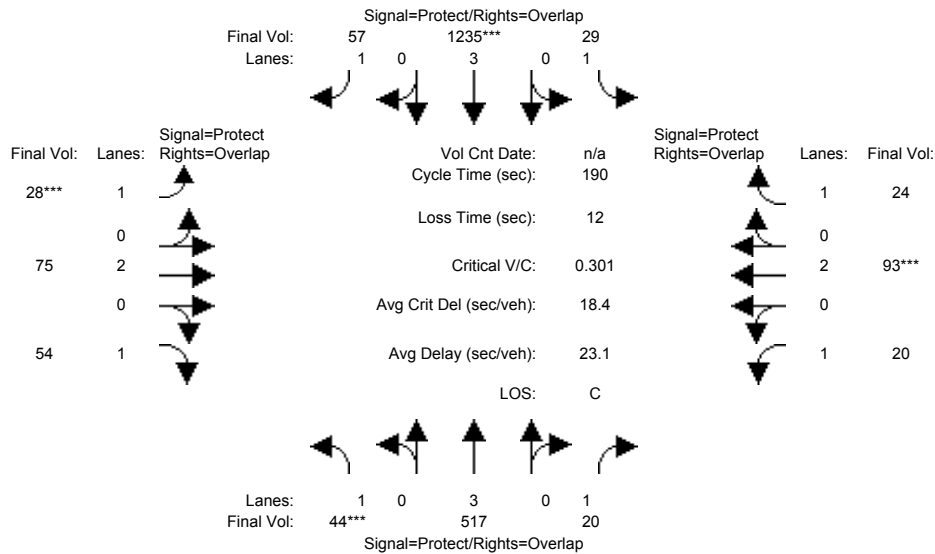 Signal=Protect/Rights=Overlap
Final Vol: 57 1235*** 29
Lanes: 1 0 3 0 1
Signal=Protect Signal=Protect
Final Vol: Lanes: Rights=Overlap Vol Cnt Date: n/a Rights=Overlap Lanes: Final Vol:
Cycle Time (sec): 190
28*** 1 1 24
Loss Time (sec): 12
0 0
75 2 Critical V/C: 0.301 2 93***
0 Avg Crit Del (sec/veh): 18.4 0
54 1 Avg Delay (sec/veh): 23.1 1 20
LOS: C
Lanes: 1 0 3 0 1
Final Vol: 44*** 517 20
Signal=Protect/Rights=Overlap